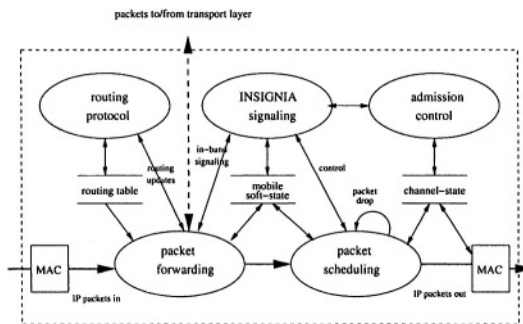 packets to/from transport layer
routing
protocol
INSIGNIA
signaling
admission
control
in-band
signaling
routing
updates
control
routing table
mobile
soft-state
packet
drop
channel-state
MAC
packet
forwarding
packet
scheduling
MAC
IP packets in
IP packets out